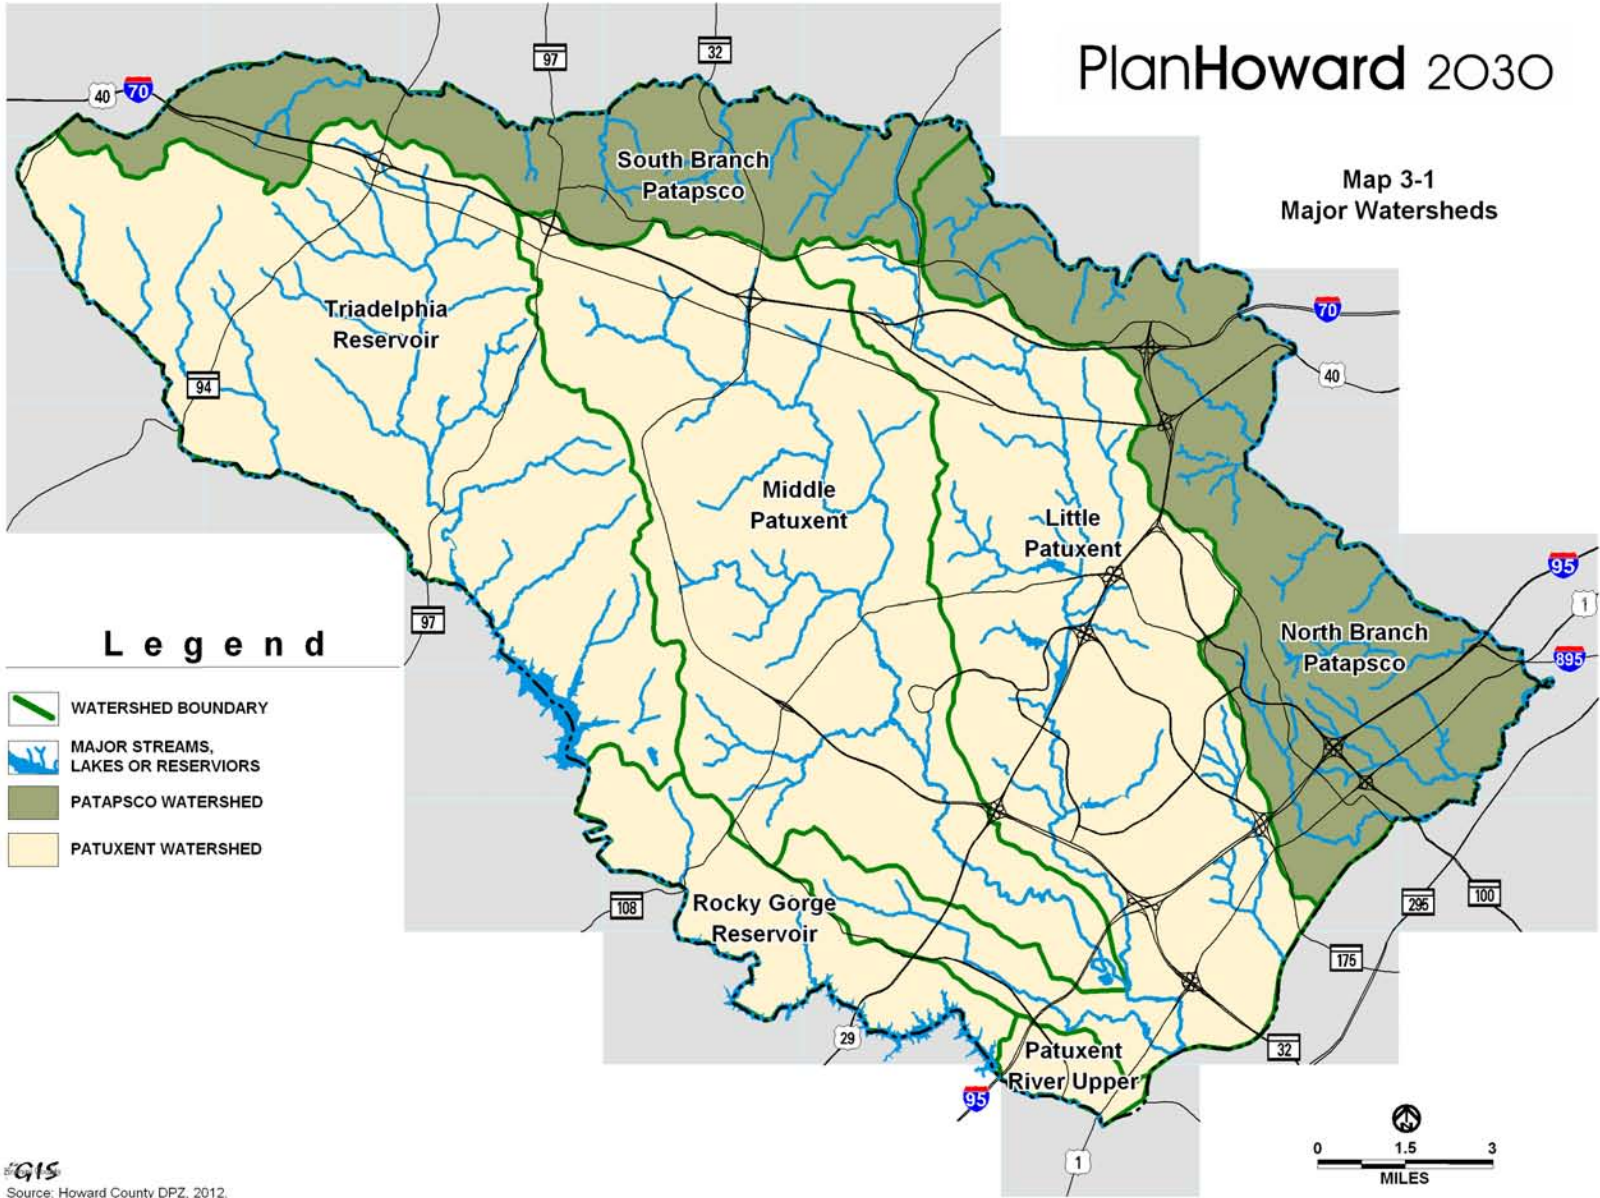 PlanHoward 2030
Map 3-1
Major Watersheds
40
70
97
32
South Branch
Patapsco
Triadelphia
Reservoir
94
70
40
Middle
Patuxent
Little
Patuxent
95
1
895
North Branch
Patapsco
97
Legend
WATERSHED BOUNDARY
MAJOR STREAMS,
LAKES OR RESERVIORS
PATAPSCO WATERSHED
PATUXENT WATERSHED
108
Rocky Gorge
Reservoir
295
100
175
29
32
Patuxent
River Upper
95
1
N
0 1.5 3
MILES
GIS
Source: Howard County DPZ, 2012.